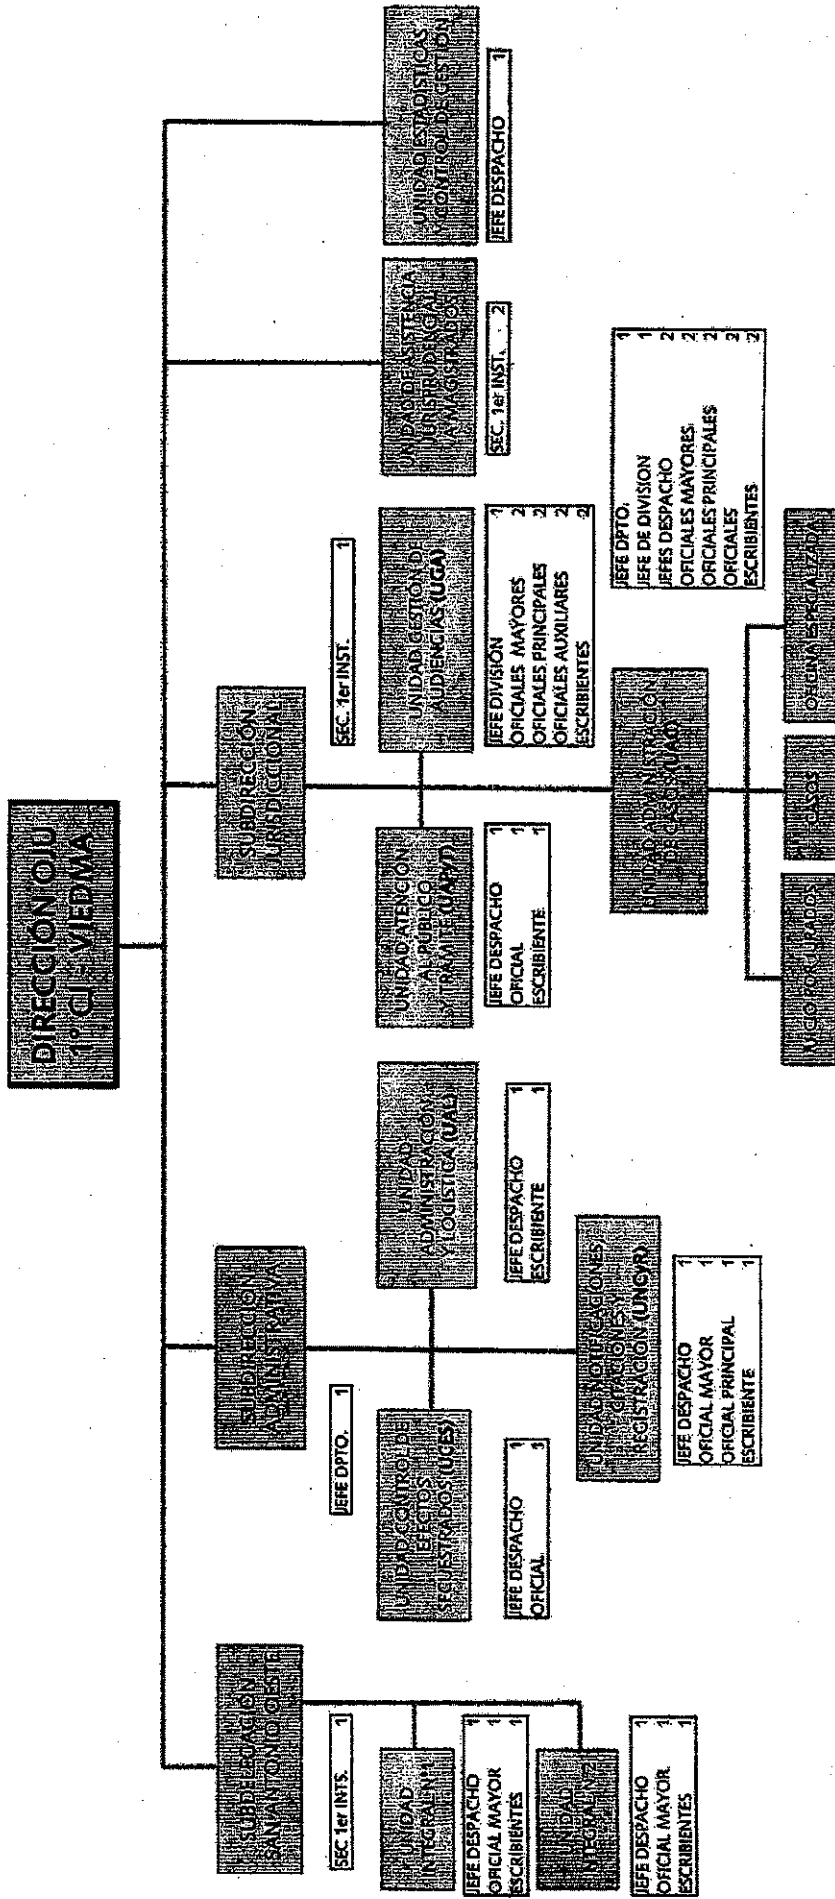 DIRECCIÓN OJU
1° CJ - VIEDMA
SUBDELEGACIÓN
SAN ANTONIO OESTE
SEC 1er INTS. 1
UNIDAD
INTEGRAL N°1
JEFE DESPACHO 1
OFICIAL MAYOR 1
ESCRIBIENTES 1
UNIDAD
INTEGRAL N°2
JEFE DESPACHO 1
OFICIAL MAYOR 1
ESCRIBIENTES 1
SUBDIRECCIÓN
ADMINISTRATIVA
JEFE DPTO. 1
UNIDAD CONTROL DE
EFECTOS
SECUESTRADOS (UCES)
JEFE DESPACHO 1
OFICIAL 1
UNIDAD
ADMINISTRACIÓN
Y LOGÍSTICA (UAL)
JEFE DESPACHO 1
ESCRIBIENTE 1
UNIDAD NOTIFICACIONES,
CITACIONES Y
REGISTRACIÓN (UNCyR)
JEFE DESPACHO 1
OFICIAL MAYOR 1
OFICIAL PRINCIPAL 1
ESCRIBIENTE 1
SUBDIRECCIÓN
JURISDICCIONAL
SEC. 1er INST. 1
UNIDAD ATENCIÓN
AL PÚBLICO
Y TRÁMITE (UAPyT)
JEFE DESPACHO 1
OFICIAL 1
ESCRIBIENTE 1
UNIDAD GESTIÓN DE
AUDIENCIAS (UGA)
JEFE DIVISIÓN 1
OFICIALES MAYORES 2
OFICIALES PRINCIPALES 2
OFICIALES AUXILIARES 2
ESCRIBIENTES 2
UNIDAD ADMINISTRACIÓN
DE CASOS (UAC)
JEFE DPTO. 1
JEFE DE DIVISION 1
JEFES DESPACHO 2
OFICIALES MAYORES 2
OFICIALES PRINCIPALES 2
OFICIALES 2
ESCRIBIENTES 2
JUICIO POR JURADOS
CASOS
OFICINA ESPECIALIZADA
UNIDAD DE ASISTENCIA
JURISTRUDENCIAL
A MAGISTRADOS
SEC. 1er INST. 2
UNIDAD ESTADÍSTICAS
Y CONTROL DE GESTIÓN
JEFE DESPACHO 1